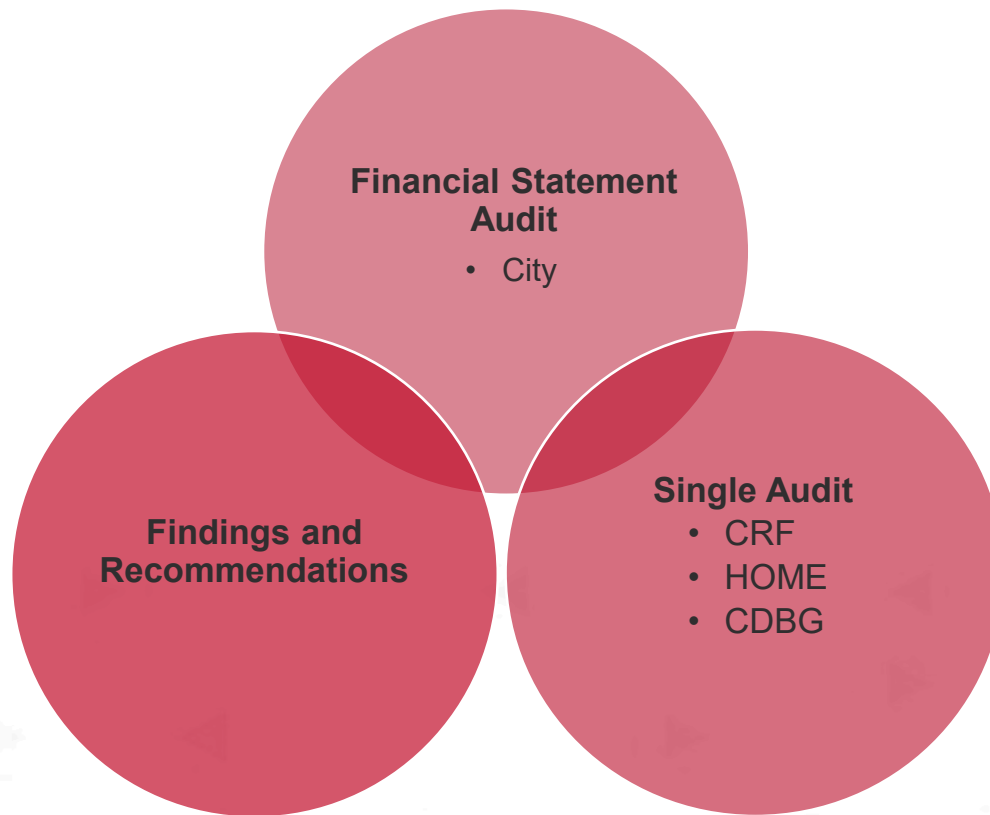 Financial Statement
Audit
• City
Findings and
Recommendations
Single Audit
• CRF
• HOME
• CDBG